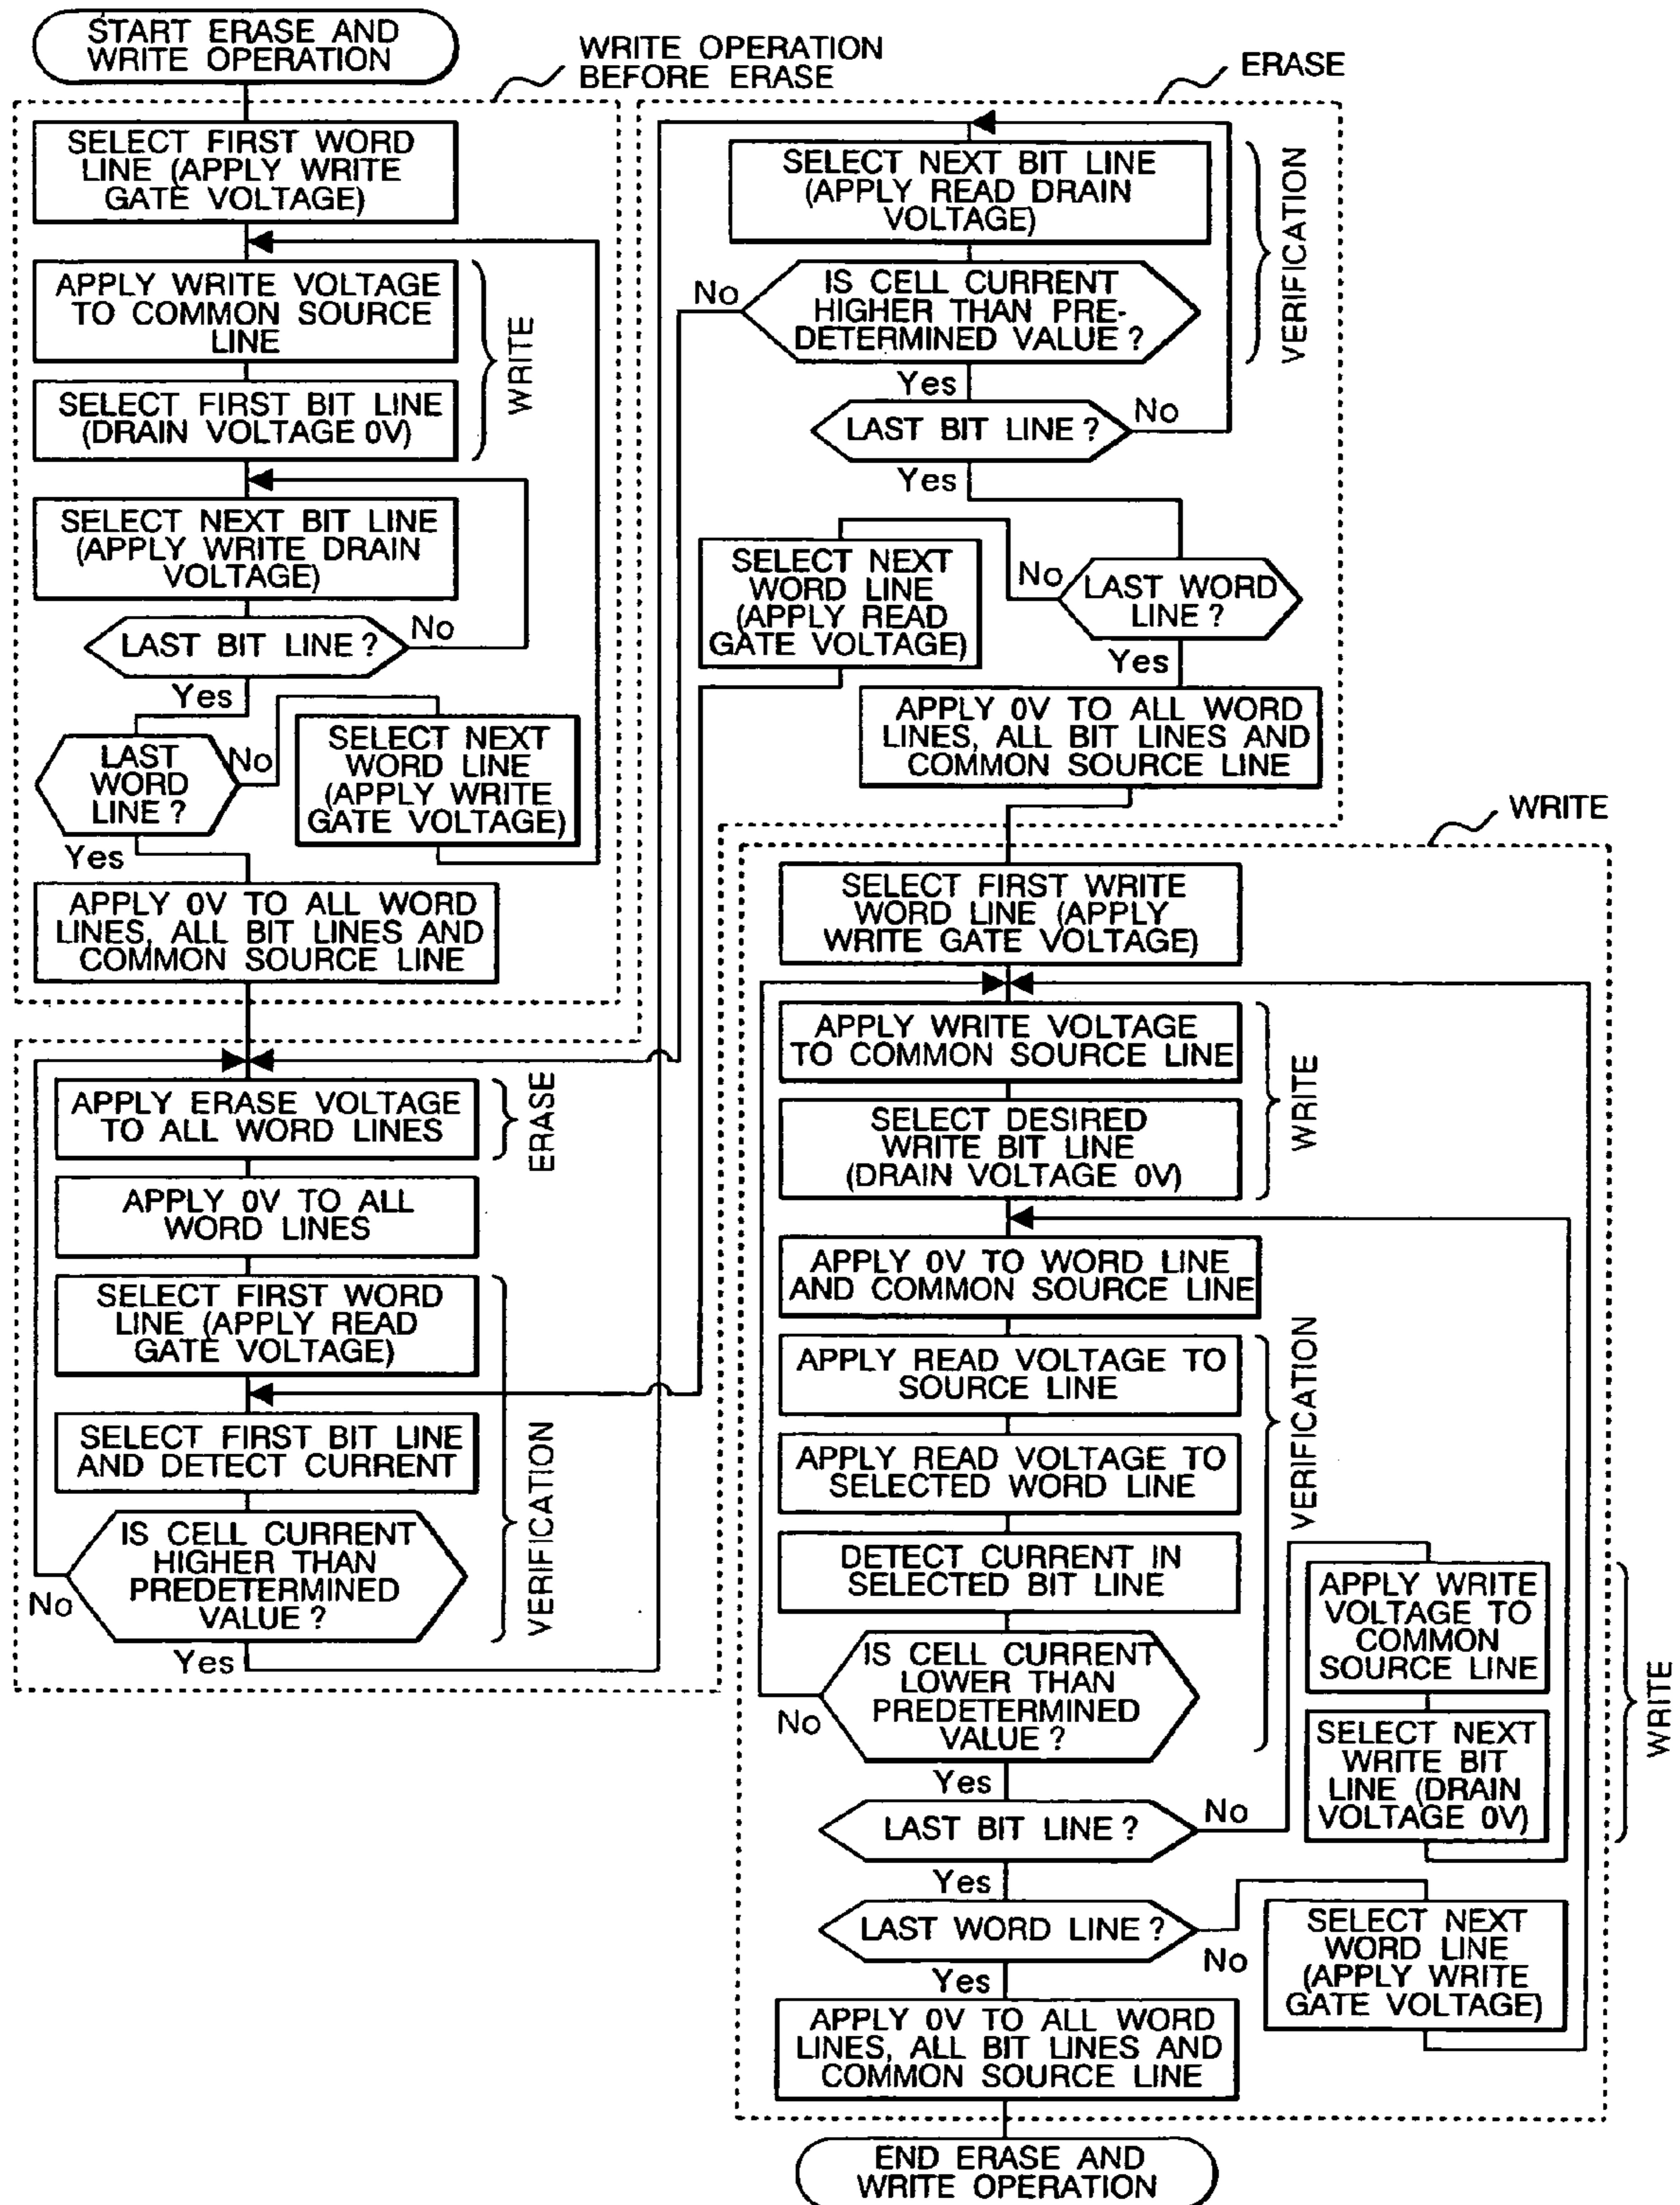 START ERASE AND
WRITE OPERATION
WRITE OPERATION
BEFORE ERASE
SELECT FIRST WORD
LINE (APPLY WRITE
GATE VOLTAGE)
APPLY WRITE VOLTAGE
TO COMMON SOURCE
LINE
SELECT FIRST BIT LINE
(DRAIN VOLTAGE 0V)
WRITE
SELECT NEXT BIT LINE
(APPLY WRITE DRAIN
VOLTAGE)
LAST BIT LINE?
No
Yes
LAST
WORD
LINE?
No
SELECT NEXT
WORD LINE
(APPLY WRITE
GATE VOLTAGE)
Yes
APPLY 0V TO ALL WORD
LINES, ALL BIT LINES AND
COMMON SOURCE LINE
APPLY ERASE VOLTAGE
TO ALL WORD LINES
ERASE
APPLY 0V TO ALL
WORD LINES
SELECT FIRST WORD
LINE (APPLY READ
GATE VOLTAGE)
SELECT FIRST BIT LINE
AND DETECT CURRENT
IS CELL CURRENT
HIGHER THAN
PREDETERMINED
VALUE?
VERIFICATION
No
Yes
ERASE
SELECT NEXT BIT LINE
(APPLY READ DRAIN
VOLTAGE)
IS CELL CURRENT
HIGHER THAN PRE-
DETERMINED VALUE?
VERIFICATION
No
Yes
LAST BIT LINE?
No
Yes
SELECT NEXT
WORD LINE
(APPLY READ
GATE VOLTAGE)
No
LAST WORD
LINE?
Yes
APPLY 0V TO ALL WORD
LINES, ALL BIT LINES AND
COMMON SOURCE LINE
WRITE
SELECT FIRST WRITE
WORD LINE (APPLY
WRITE GATE VOLTAGE)
APPLY WRITE VOLTAGE
TO COMMON SOURCE LINE
SELECT DESIRED
WRITE BIT LINE
(DRAIN VOLTAGE 0V)
WRITE
APPLY 0V TO WORD LINE
AND COMMON SOURCE LINE
APPLY READ VOLTAGE TO
SOURCE LINE
APPLY READ VOLTAGE TO
SELECTED WORD LINE
DETECT CURRENT IN
SELECTED BIT LINE
IS CELL CURRENT
LOWER THAN
PREDETERMINED
VALUE?
VERIFICATION
No
Yes
LAST BIT LINE?
No
APPLY WRITE
VOLTAGE TO
COMMON
SOURCE LINE
SELECT NEXT
WRITE BIT
LINE (DRAIN
VOLTAGE 0V)
WRITE
Yes
LAST WORD LINE?
No
SELECT NEXT
WORD LINE
(APPLY WRITE
GATE VOLTAGE)
Yes
APPLY 0V TO ALL WORD
LINES, ALL BIT LINES AND
COMMON SOURCE LINE
END ERASE AND
WRITE OPERATION